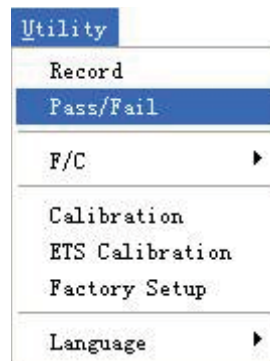 Utility
Record
Pass/Fail
F/C
Calibration
ETS Calibration
Factory Setup
Language